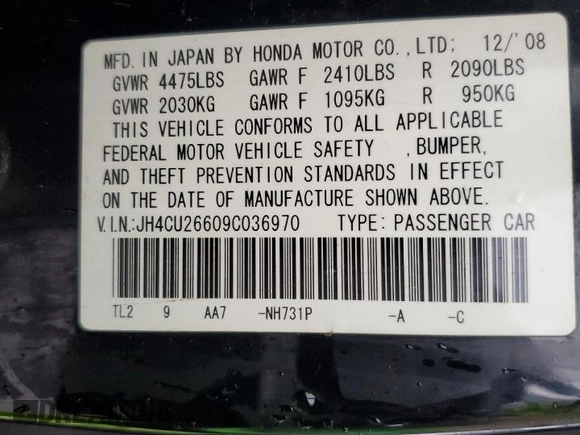 MFD. IN JAPAN BY HONDA MOTOR CO., LTD: 12/'08
GVWR 4475LBS GAWR F 2410LBS R 2090LBS
GVWR 2030KG GAWR F 1095KG R 950KG
THIS VEHICLE CONFORMS TO ALL APPLICABLE
FEDERAL MOTOR VEHICLE SAFETY , BUMPER,
AND THEFT PREVENTION STANDARDS IN EFFECT
ON THE DATE OF MANUFACTURE SHOWN ABOVE.
V.I.N.:JH4CU26609C036970 TYPE: PASSENGER CAR
TL2 9 AA7 -NH731P -A -C